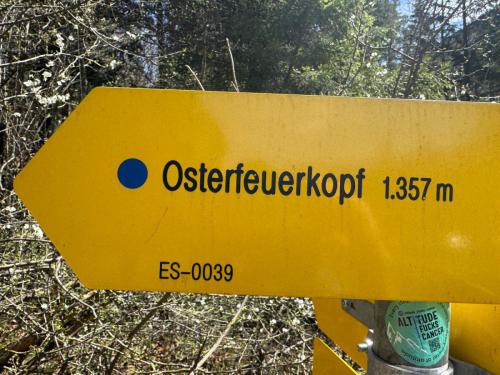 Osterfeuerkopf 1.357 m
ES-0039
ALTITUDE
FUCKS
CANCER